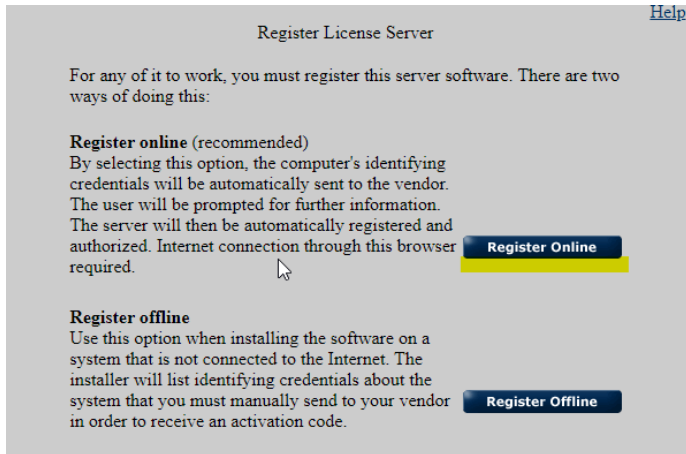 Help
Register License Server
For any of it to work, you must register this server software. There are two
ways of doing this:
Register online (recommended)
By selecting this option, the computer's identifying
credentials will be automatically sent to the vendor.
The user will be prompted for further information.
The server will then be automatically registered and
authorized. Internet connection through this browser
required.
Register Online
Register offline
Use this option when installing the software on a
system that is not connected to the Internet. The
installer will list identifying credentials about the
system that you must manually send to your vendor
in order to receive an activation code.
Register Offline